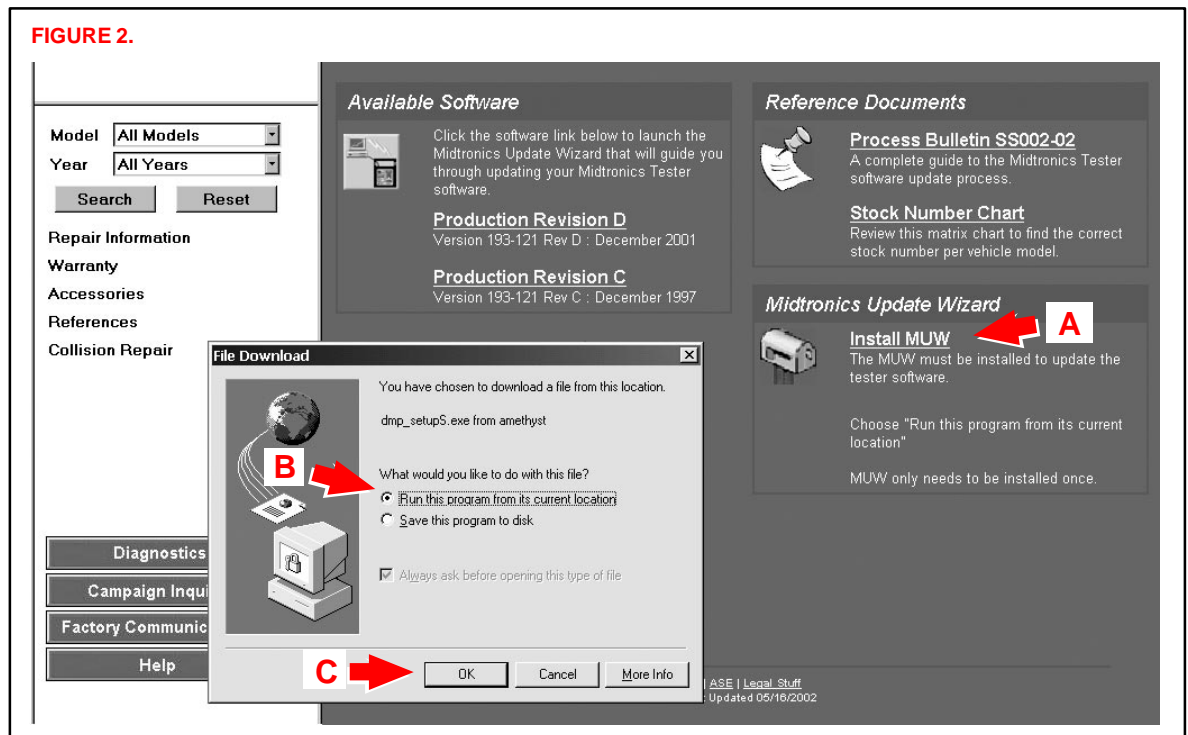 FIGURE 2.
Model All Models
Year All Years
Search Reset
Repair Information
Warranty
Accessories
References
Collision Repair
Diagnostics
Campaign Inqui
Factory Communic
Help
Available Software
Click the software link below to launch the
Midtronics Update Wizard that will guide you
through updating your Midtronics Tester
software.
Production Revision D
Version 193-121 Rev D : December 2001
Production Revision C
Version 193-121 Rev C : December 1997
Reference Documents
Process Bulletin SS002-02
A complete guide to the Midtronics Tester
software update process.
Stock Number Chart
Review this matrix chart to find the correct
stock number per vehicle model.
Midtronics Update Wizard
Install MUW
A
The MUW must be installed to update the
tester software.
Choose "Run this program from its current
location"
MUW only needs to be installed once.
File Download
You have chosen to download a file from this location.
dmp_setupS.exe from amethyst
What would you like to do with this file?
B
Run this program from its current location
Save this program to disk
Always ask before opening this type of file
C
OK Cancel More Info
| ASE | Legal Stuff
Updated 05/16/2002